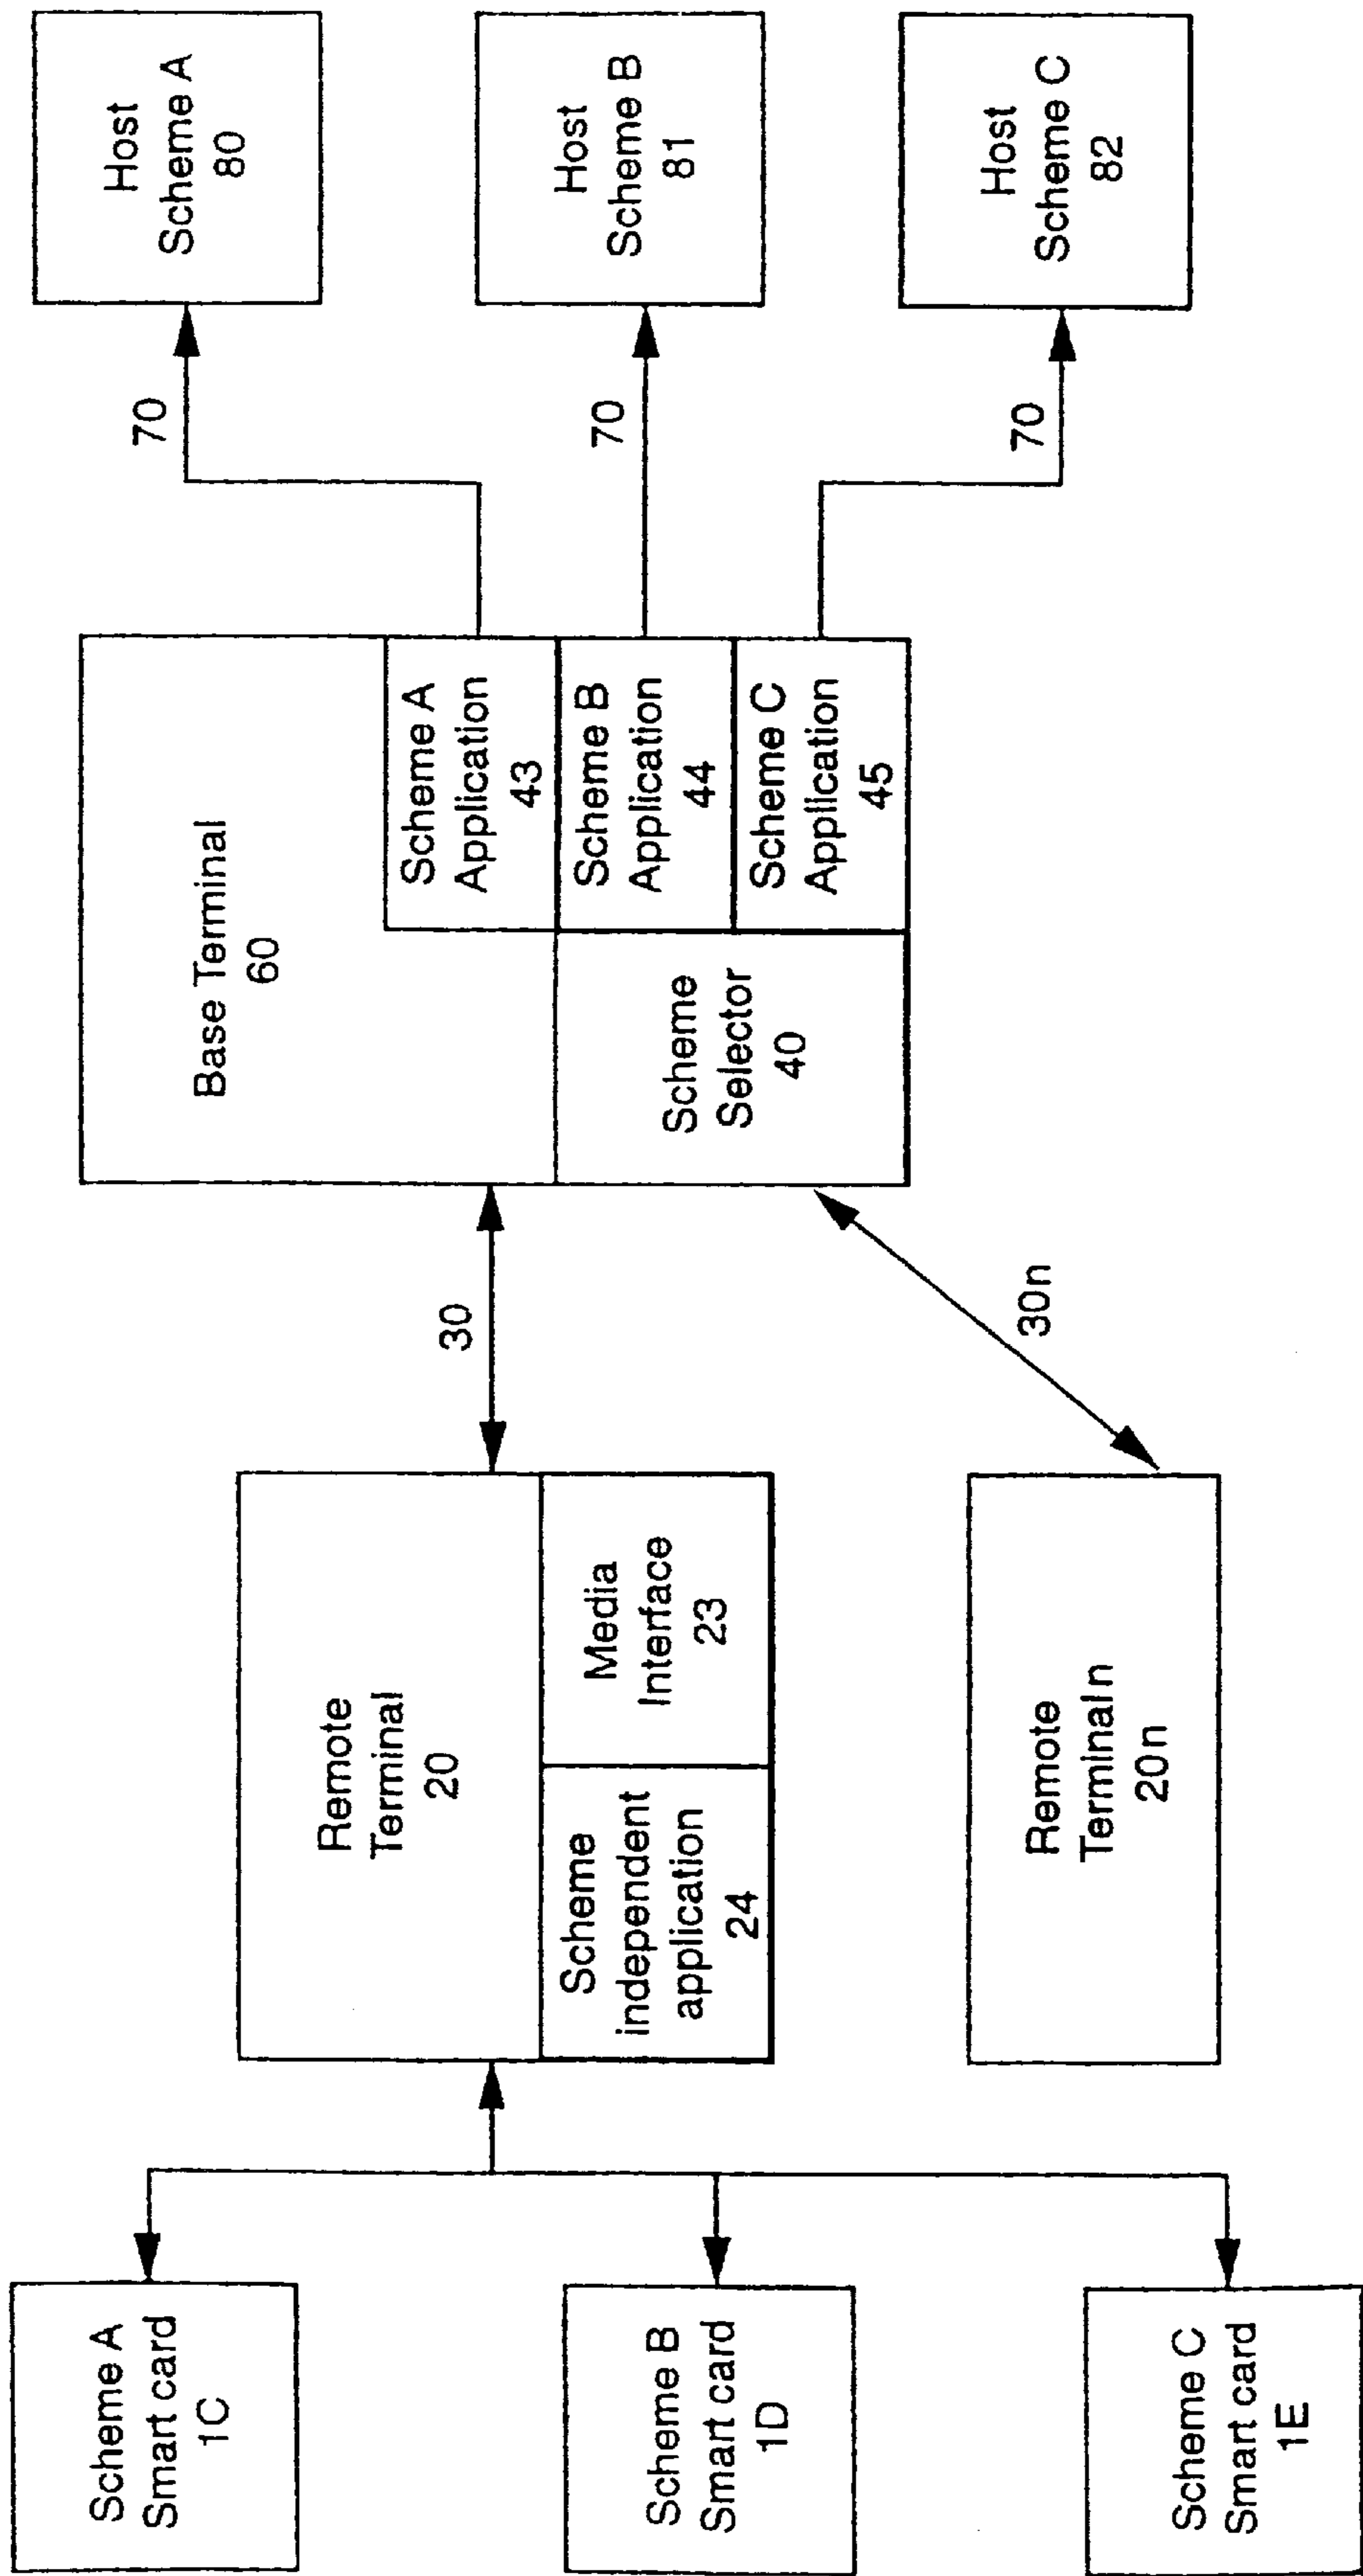 Scheme A
Smart card
1C
Scheme B
Smart card
1D
Scheme C
Smart card
1E
Remote
Terminal
20
Scheme
independent
application
24
Media
Interface
23
Remote
Terminal n
20n
30
30n
Base Terminal
60
Scheme
Selector
40
Scheme A
Application
43
Scheme B
Application
44
Scheme C
Application
45
70
70
70
Host
Scheme A
80
Host
Scheme B
81
Host
Scheme C
82